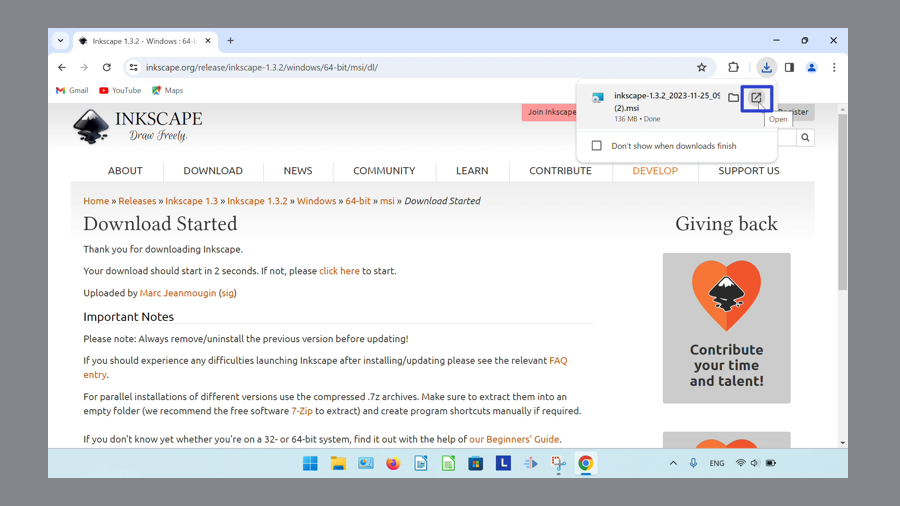 Inkscape 1.3.2 - Windows : 64-b
inkscape.org/release/inkscape-1.3.2/windows/64-bit/msi/dl/
Gmail YouTube Maps
inkscape-1.3.2_2023-11-25_09
(2).msi
136 MB • Done
Open
Don't show when downloads finish
INKSCAPE
Draw Freely.
Join Inkscape
Register
ABOUT DOWNLOAD NEWS COMMUNITY LEARN CONTRIBUTE DEVELOP SUPPORT US
Home » Releases » Inkscape 1.3 » Inkscape 1.3.2 » Windows » 64-bit » msi » Download Started
Download Started
Thank you for downloading Inkscape.
Your download should start in 2 seconds. If not, please click here to start.
Uploaded by Marc Jeanmougin (sig)
Important Notes
Please note: Always remove/uninstall the previous version before updating!
If you should experience any difficulties launching Inkscape after installing/updating please see the relevant FAQ
entry.
For parallel installations of different versions use the compressed .7z archives. Make sure to extract them into an
empty folder (we recommend the free software 7-Zip to extract) and create program shortcuts manually if required.
If you don't know yet whether you're on a 32- or 64-bit system, find it out with the help of our Beginners' Guide.
Giving back
Contribute
your time
and talent!
L
ENG